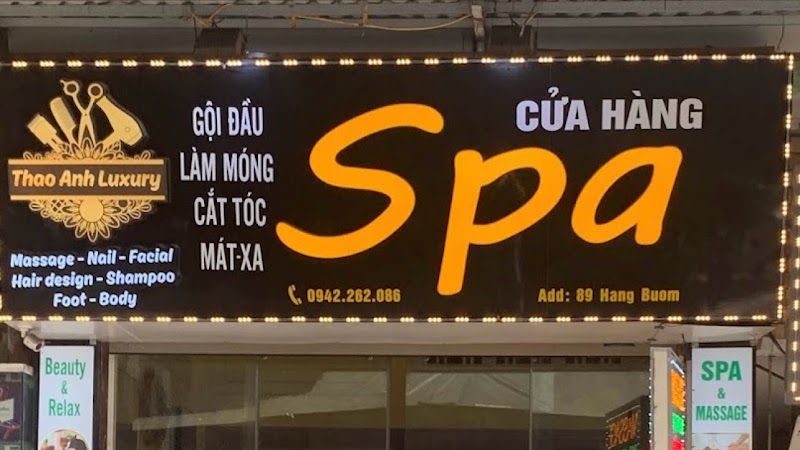 Thao Anh Luxury
Massage - Nail - Facial
Hair design - Shampoo
Foot - Body
GỘI ĐẦU
LÀM MÓNG
CẮT TÓC
MÁT-XA
CỬA HÀNG
Spa
0942.262.086
Add: 89 Hang Buom
Beauty
&
Relax
SPA
&
MASSAGE